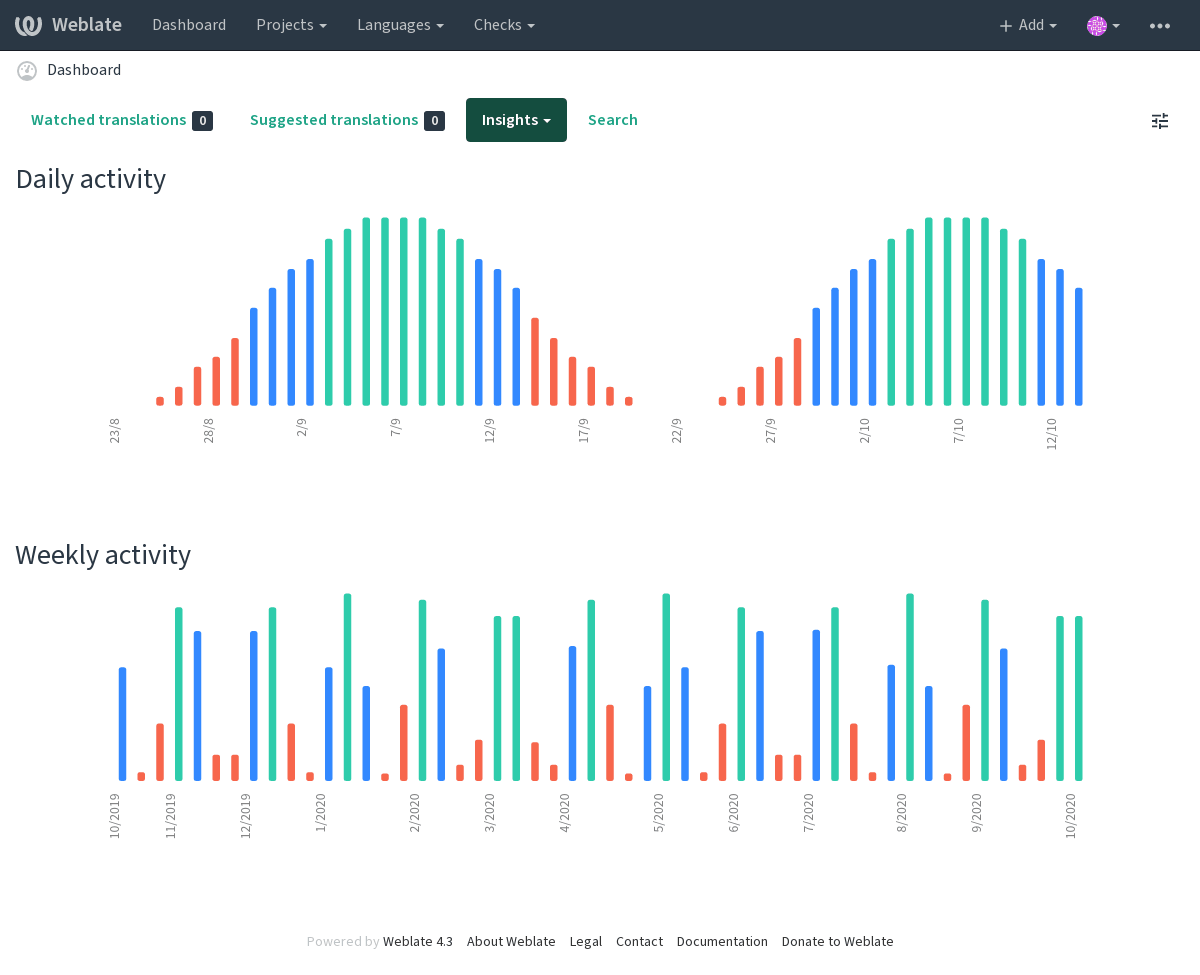 Weblate Dashboard Projects Languages Checks + Add
Dashboard
Watched translations 0 Suggested translations 0 Insights Search
Daily activity
23/8 28/8 2/9 7/9 12/9 17/9 22/9 27/9 2/10 7/10 12/10
Weekly activity
10/2019 11/2019 12/2019 1/2020 2/2020 3/2020 4/2020 5/2020 6/2020 7/2020 8/2020 9/2020 10/2020
Powered by Weblate 4.3 About Weblate Legal Contact Documentation Donate to Weblate